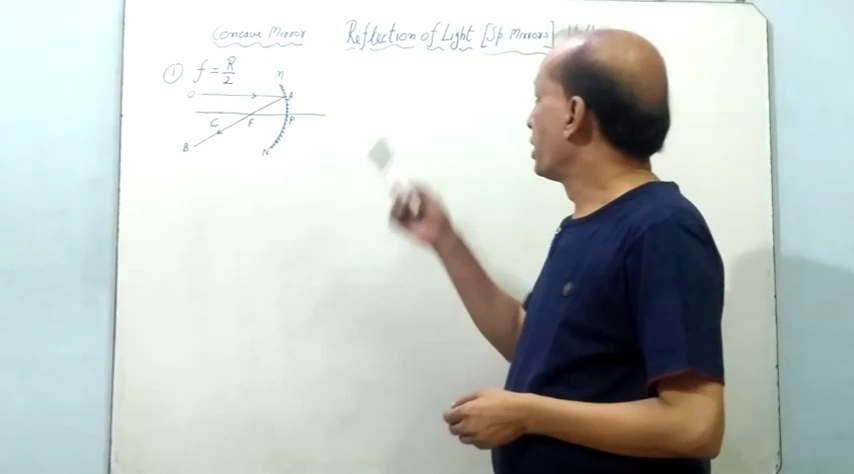 Concave Mirror
Reflection of Light [Sp Mirrors]
① f = R/2
M
O
A
C
F
P
B
N